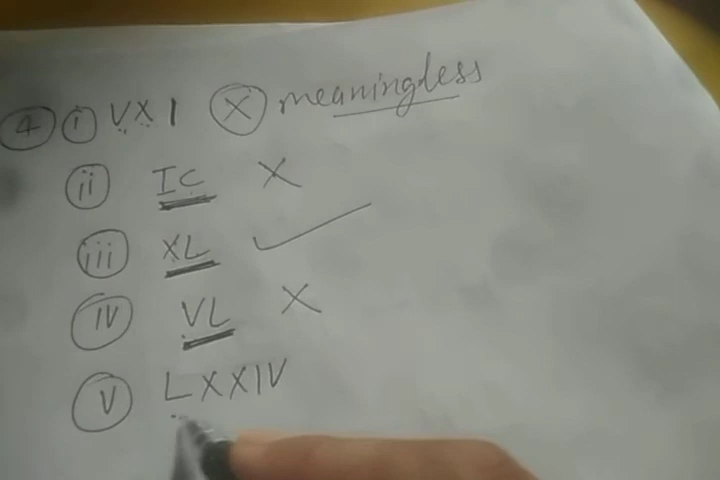 4 i VXI X meaningless
ii IC X
iii XL ✓
iv VL X
v LXXIV